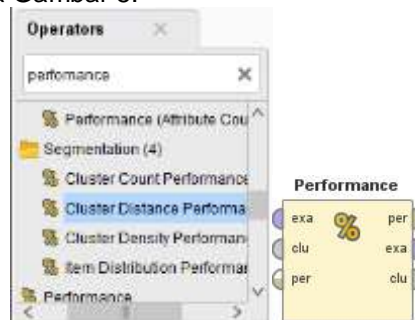 Operators
perfomance
Performance (Attribute Cou
Segmentation (4)
Cluster Count Performance
Cluster Distance Performa
Cluster Density Performan
Item Distribution Performar
Performance
Performance
exa per
clu exa
per clu